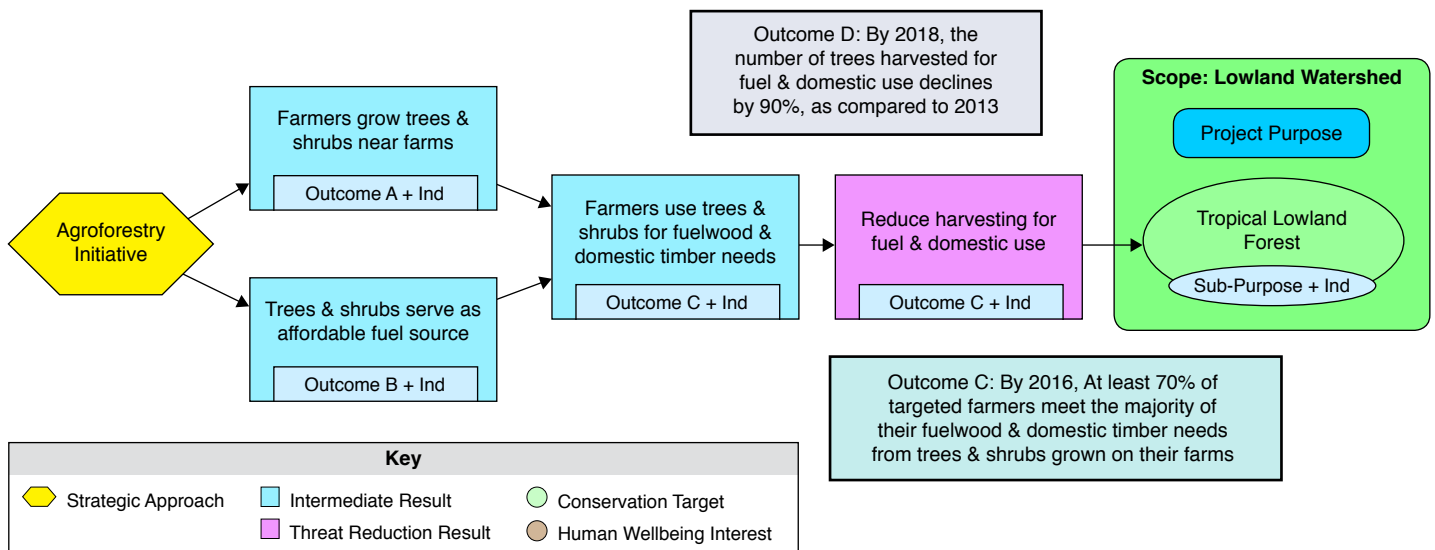 Outcome D: By 2018, the
number of trees harvested for
fuel & domestic use declines
by 90%, as compared to 2013
Scope: Lowland Watershed
Project Purpose
Tropical Lowland
Forest
Sub-Purpose + Ind
Farmers grow trees &
shrubs near farms
Outcome A + Ind
Agroforestry
Initiative
Farmers use trees &
shrubs for fuelwood &
domestic timber needs
Outcome C + Ind
Reduce harvesting for
fuel & domestic use
Outcome C + Ind
Trees & shrubs serve as
affordable fuel source
Outcome B + Ind
Outcome C: By 2016, At least 70% of
targeted farmers meet the majority of
their fuelwood & domestic timber needs
from trees & shrubs grown on their farms
Key
Strategic Approach
Intermediate Result
Threat Reduction Result
Conservation Target
Human Wellbeing Interest